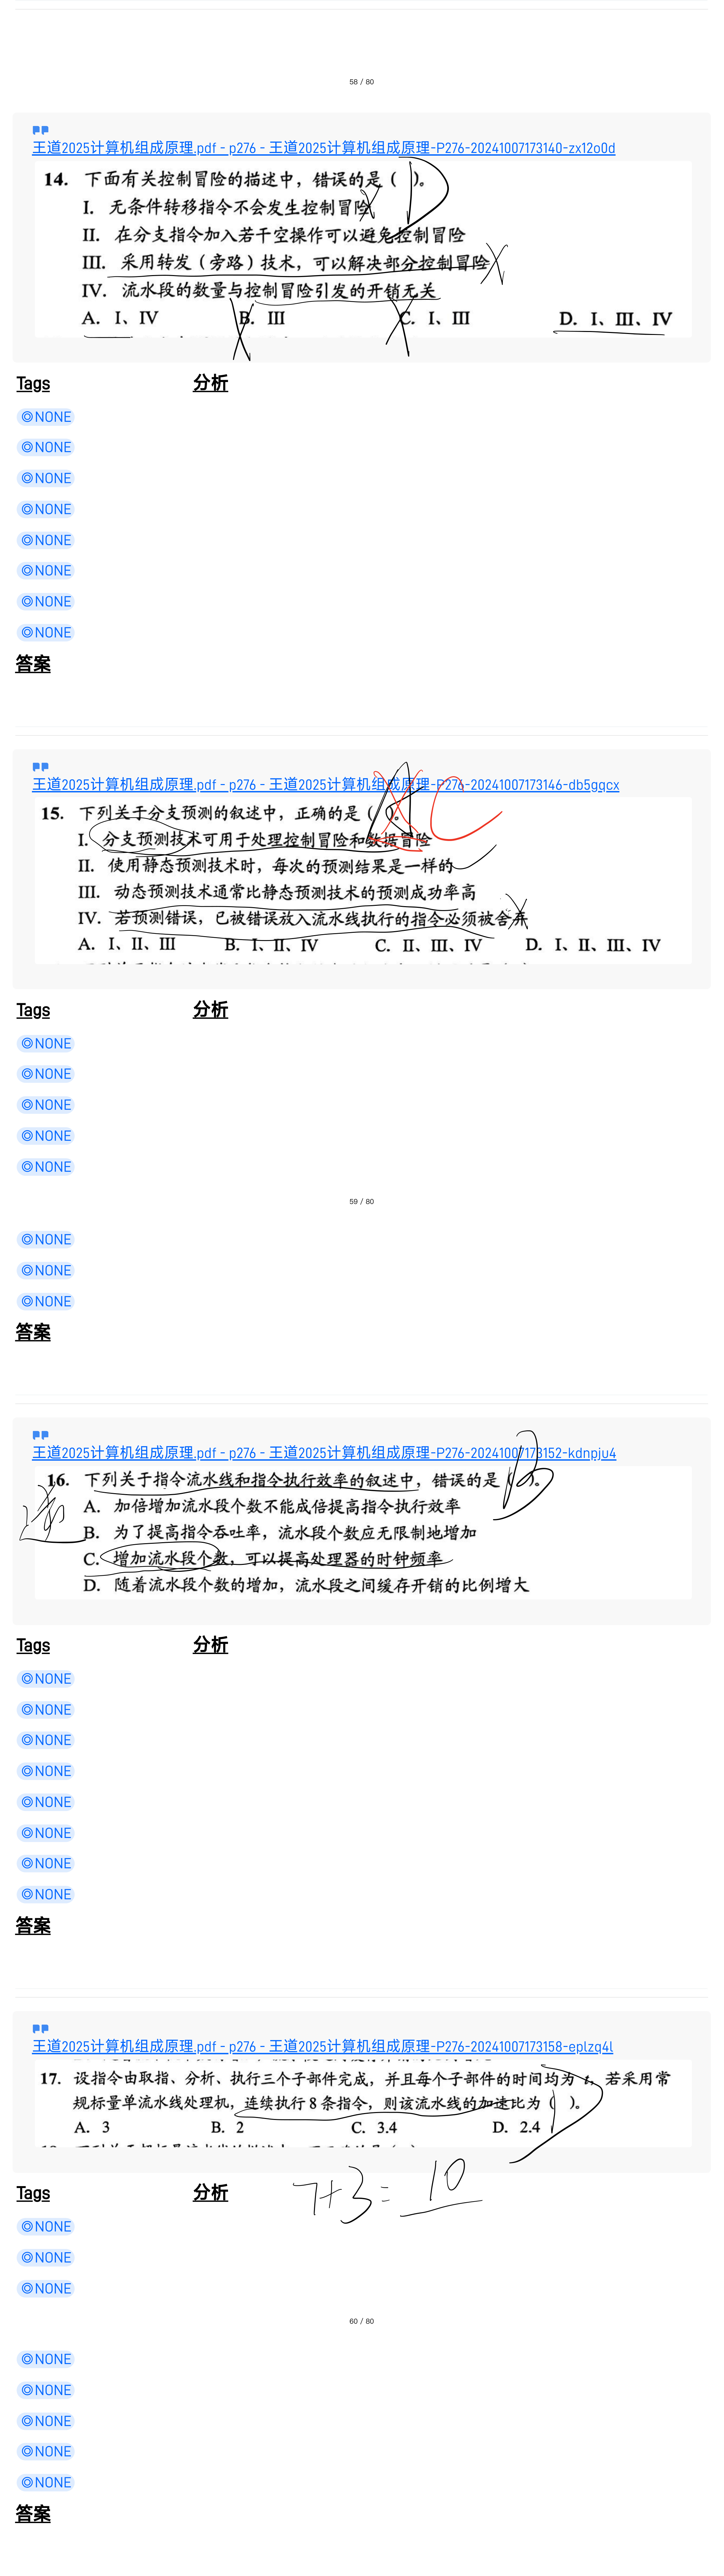 58 / 80
王道2025计算机组成原理.pdf - p276 - 王道2025计算机组成原理-P276-20241007173140-zx12o0d
14. 下面有关控制冒险的描述中，错误的是（ ）。
D
I. 无条件转移指令不会发生控制冒险
II. 在分支指令加入若干空操作可以避免控制冒险
III. 采用转发（旁路）技术，可以解决部分控制冒险
IV. 流水段的数量与控制冒险引发的开销无关
A. I、IV B. III C. I、III D. I、III、IV
Tags 分析
◎NONE
◎NONE
◎NONE
◎NONE
◎NONE
◎NONE
◎NONE
◎NONE
答案
王道2025计算机组成原理.pdf - p276 - 王道2025计算机组成原理-P276-20241007173146-db5gqcx
15. 下列关于分支预测的叙述中，正确的是（ ）。
A C
I. 分支预测技术可用于处理控制冒险和数据冒险
II. 使用静态预测技术时，每次的预测结果是一样的
III. 动态预测技术通常比静态预测技术的预测成功率高
IV. 若预测错误，已被错误放入流水线执行的指令必须被舍弃
A. I、II、III B. I、II、IV C. II、III、IV D. I、II、III、IV
Tags 分析
◎NONE
◎NONE
◎NONE
◎NONE
◎NONE
59 / 80
◎NONE
◎NONE
◎NONE
答案
王道2025计算机组成原理.pdf - p276 - 王道2025计算机组成原理-P276-20241007173152-kdnpju4
16. 下列关于指令流水线和指令执行效率的叙述中，错误的是（ ）。
B
A. 加倍增加流水段个数不能成倍提高指令执行效率
B. 为了提高指令吞吐率，流水段个数应无限制地增加
C. 增加流水段个数，可以提高处理器的时钟频率
D. 随着流水段个数的增加，流水段之间缓存开销的比例增大
Tags 分析
◎NONE
◎NONE
◎NONE
◎NONE
◎NONE
◎NONE
◎NONE
◎NONE
答案
王道2025计算机组成原理.pdf - p276 - 王道2025计算机组成原理-P276-20241007173158-eplzq4l
17. 设指令由取指、分析、执行三个子部件完成，并且每个子部件的时间均为 t，若采用常
规标量单流水线处理机，连续执行 8 条指令，则该流水线的加速比为（ ）。
D
A. 3 B. 2 C. 3.4 D. 2.4
7+3=10
Tags 分析
◎NONE
◎NONE
◎NONE
60 / 80
◎NONE
◎NONE
◎NONE
◎NONE
◎NONE
答案